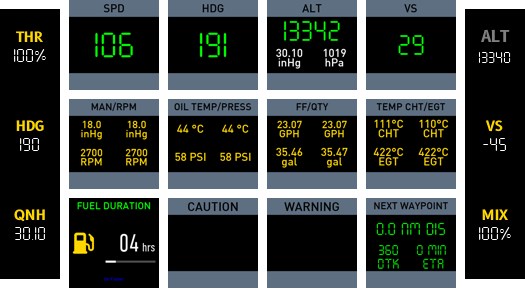 THR
100%
SPD
106
HDG
191
ALT
13342
30.10 1019
inHg hPa
VS
29
ALT
13340
HDG
190
MAN/RPM
18.0 18.0
inHg inHg
2700 2700
RPM RPM
OIL TEMP/PRESS
44 °C 44 °C
58 PSI 58 PSI
FF/QTY
23.07 23.07
GPH GPH
35.46 35.47
gal gal
TEMP CHT/EGT
111°C 110°C
CHT CHT
422°C 422°C
EGT EGT
VS
-45
QNH
30.10
FUEL DURATION
04 hrs
CAUTION
WARNING
NEXT WAYPOINT
0.0 NM DIS
360 0 MIN
DTK ETA
MIX
100%